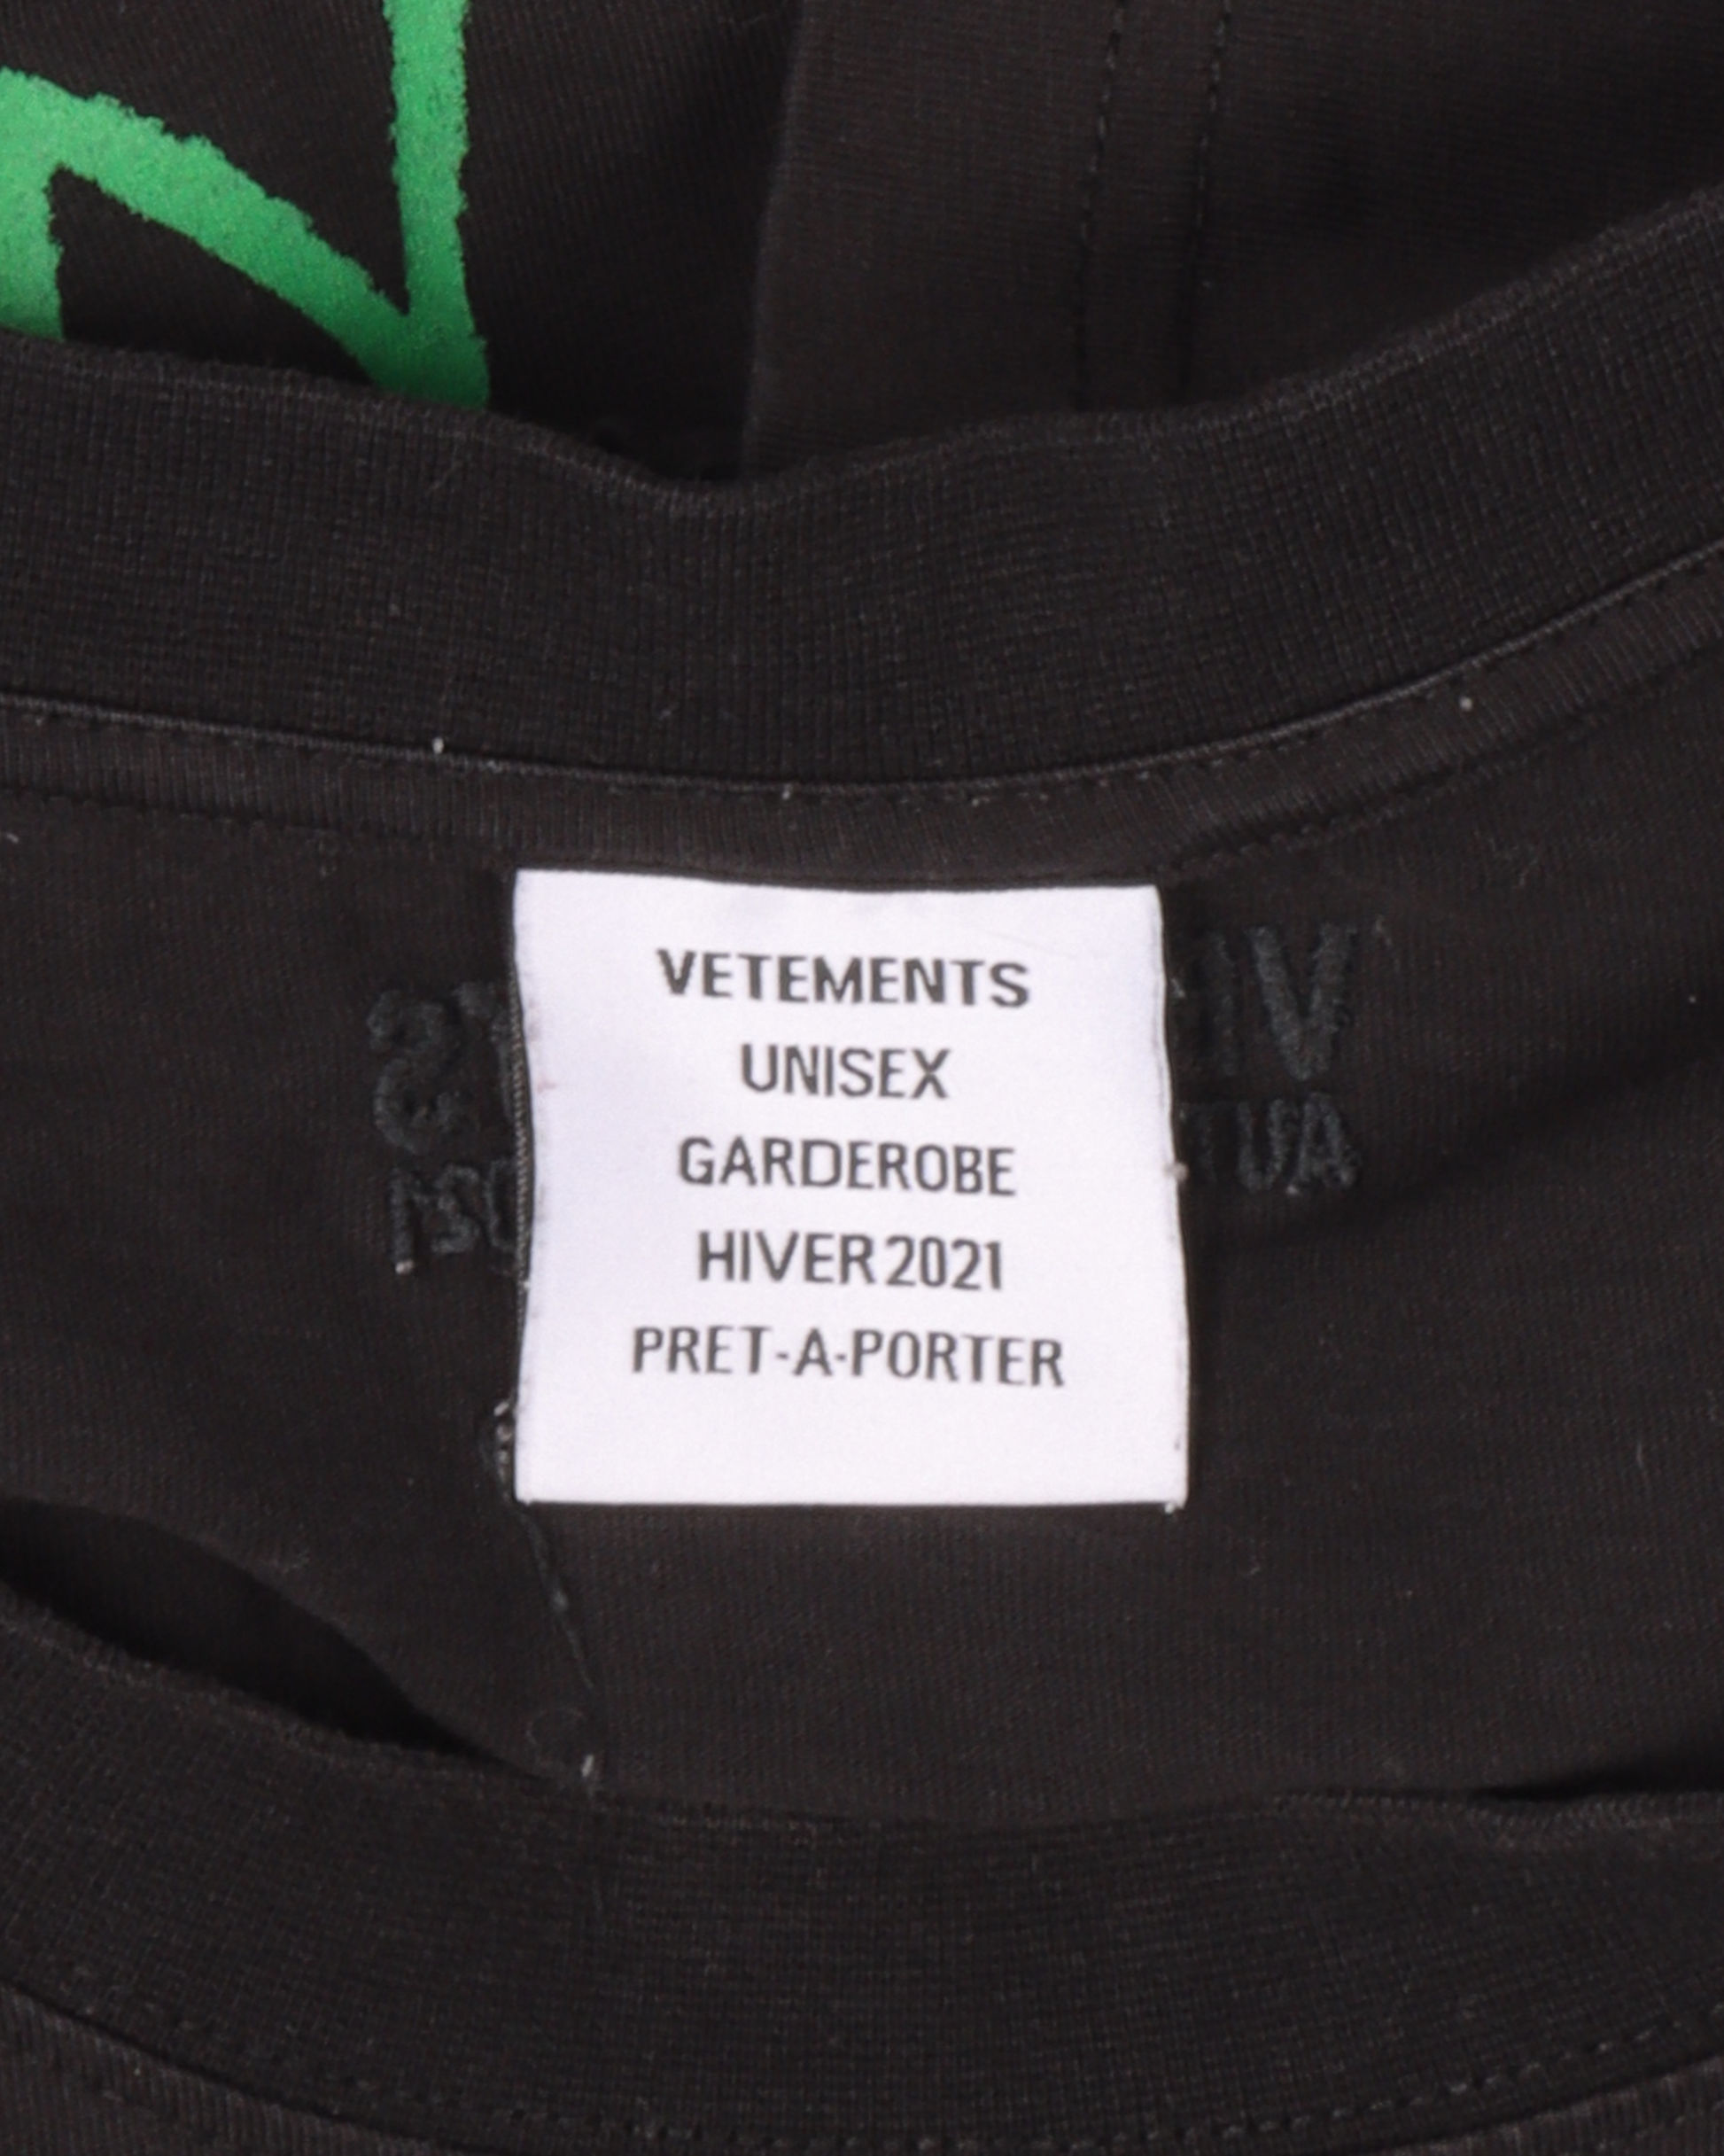 VETEMENTS
UNISEX
GARDEROBE
HIVER 2021
PRET-A-PORTER